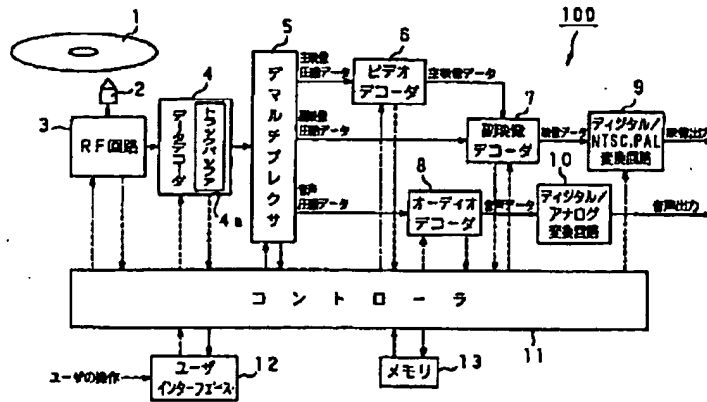 100
1
2
3
RF回路
4
データデコーダ
トラックバッファ
4a
5
デマルチプレクサ
主映像
圧縮データ
副映像
圧縮データ
音声
圧縮データ
6
ビデオ
デコーダ
主映像データ
7
副映像
デコーダ
映像データ
8
オーディオ
デコーダ
音声データ
9
ディジタル/
NTSC,PAL
変換回路
映像出力
10
ディジタル/
アナログ
変換回路
音声出力
コントローラ
11
ユーザの操作
ユーザ
インターフェース
12
メモリ
13